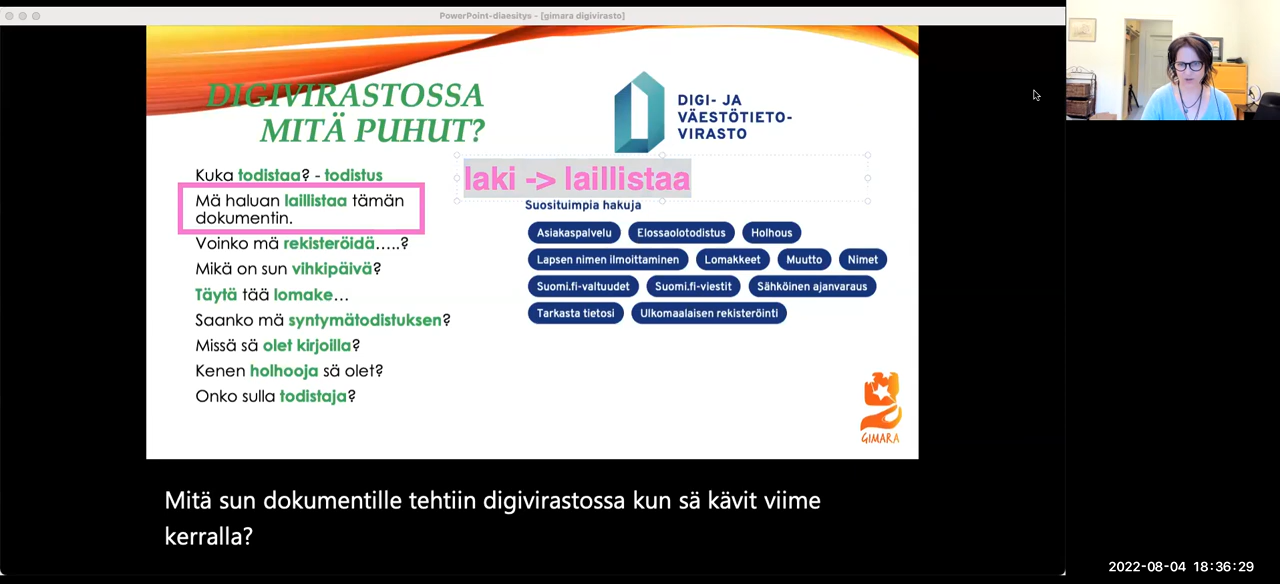 PowerPoint-diaesitys - [gimara digivirasto]
DIGIVIRASTOSSA
MITÄ PUHUT?
DIGI- JA
VÄESTÖTIETO-
VIRASTO
laki -> laillistaa
Kuka todistaa? - todistus
Mä haluan laillistaa tämän
dokumentin.
Voinko mä rekisteröidä.....?
Mikä on sun vihkipäivä?
Täytä tää lomake...
Saanko mä syntymätodistuksen?
Missä sä olet kirjoilla?
Kenen holhooja sä olet?
Onko sulla todistaja?
Suosituimpia hakuja
Asiakaspalvelu Elossaolotodistus Holhous
Lapsen nimen ilmoittaminen Lomakkeet Muutto Nimet
Suomi.fi-valtuudet Suomi.fi-viestit Sähköinen ajanvaraus
Tarkasta tietosi Ulkomaalaisen rekisteröinti
GIMARA
Mitä sun dokumentille tehtiin digivirastossa kun sä kävit viime
kerralla?
2022-08-04 18:36:29